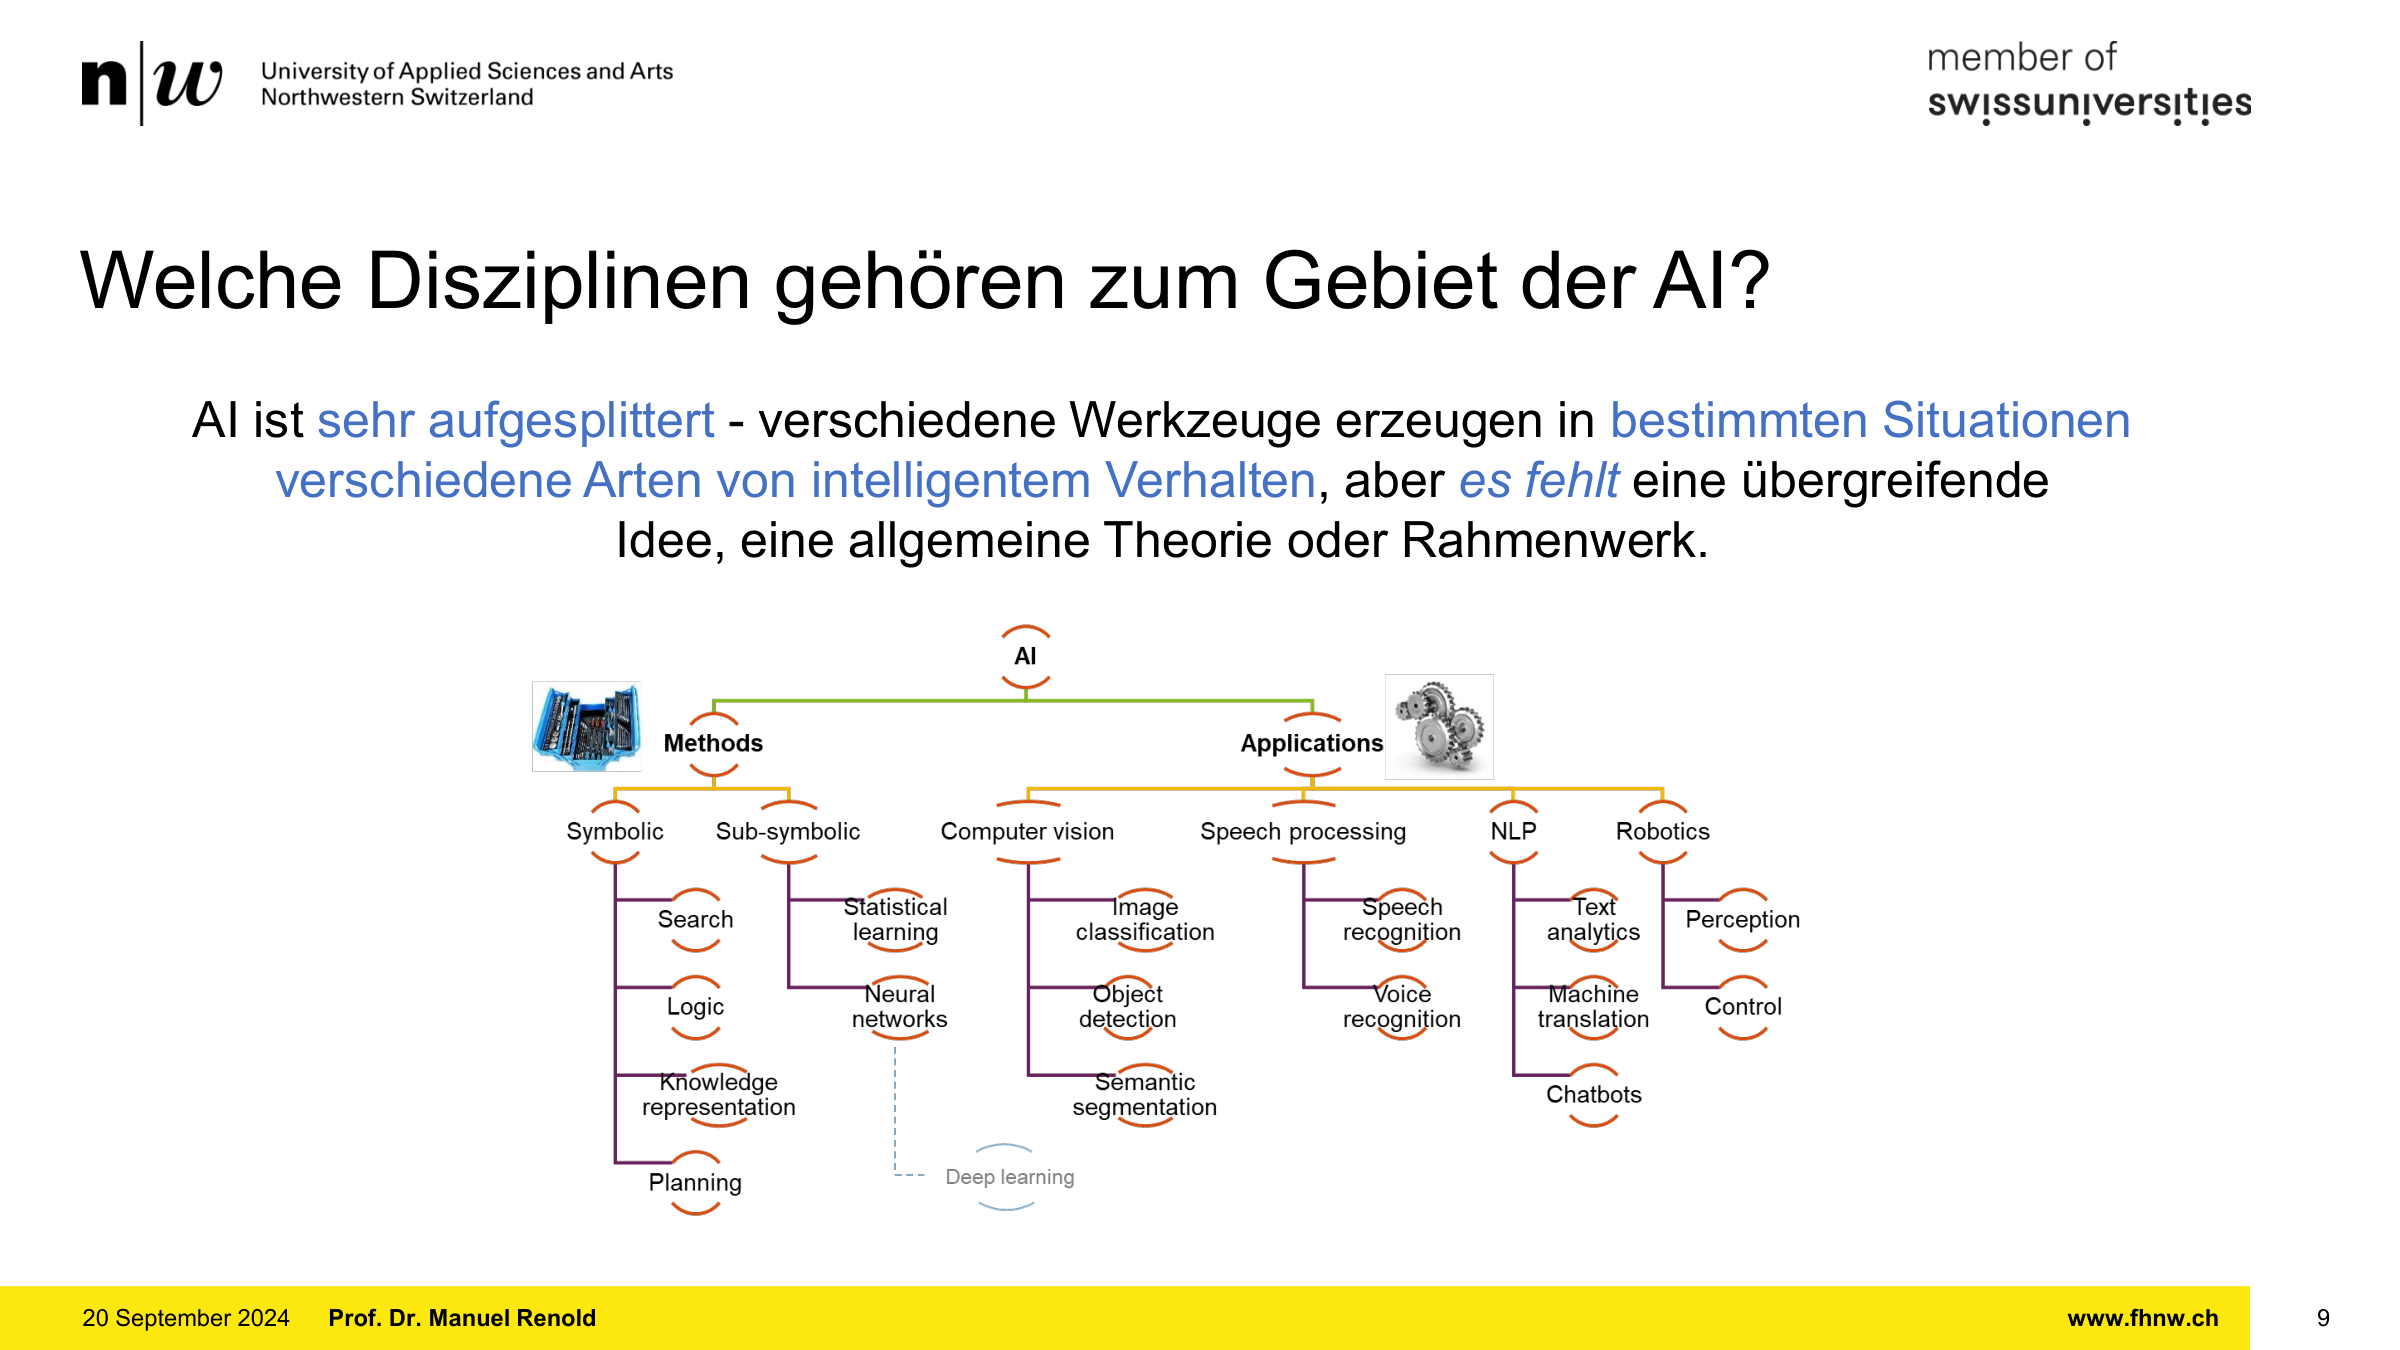 n|w University of Applied Sciences and Arts
Northwestern Switzerland
member of
swissuniversities
Welche Disziplinen gehören zum Gebiet der AI?
AI ist sehr aufgesplittert - verschiedene Werkzeuge erzeugen in bestimmten Situationen
verschiedene Arten von intelligentem Verhalten, aber es fehlt eine übergreifende
Idee, eine allgemeine Theorie oder Rahmenwerk.
AI
Methods
Applications
Symbolic
Sub-symbolic
Computer vision
Speech processing
NLP
Robotics
Search
Logic
Knowledge
representation
Planning
Statistical
learning
Neural
networks
Deep learning
Image
classification
Object
detection
Semantic
segmentation
Speech
recognition
Voice
recognition
Text
analytics
Machine
translation
Chatbots
Perception
Control
20 September 2024 Prof. Dr. Manuel Renold www.fhnw.ch 9